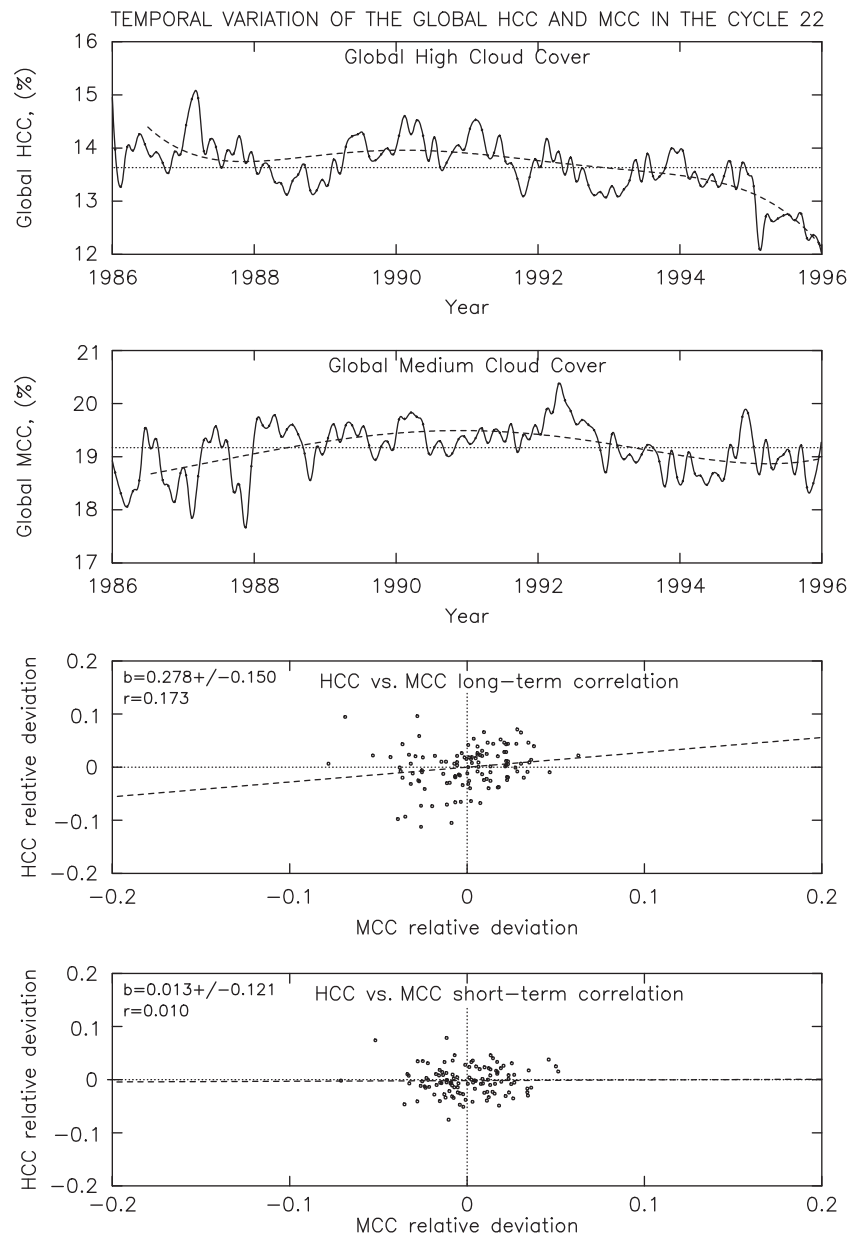 TEMPORAL VARIATION OF THE GLOBAL HCC AND MCC IN THE CYCLE 22
Global High Cloud Cover
Global HCC, (%)
16
15
14
13
12
1986 1988 1990 1992 1994 1996
Year
Global Medium Cloud Cover
Global MCC, (%)
21
20
19
18
17
1986 1988 1990 1992 1994 1996
Year
b=0.278+/−0.150
r=0.173
HCC vs. MCC long−term correlation
HCC relative deviation
0.2
0.1
0
−0.1
−0.2
−0.2 −0.1 0 0.1 0.2
MCC relative deviation
b=0.013+/−0.121
r=0.010
HCC vs. MCC short−term correlation
HCC relative deviation
0.2
0.1
0
−0.1
−0.2
−0.2 −0.1 0 0.1 0.2
MCC relative deviation